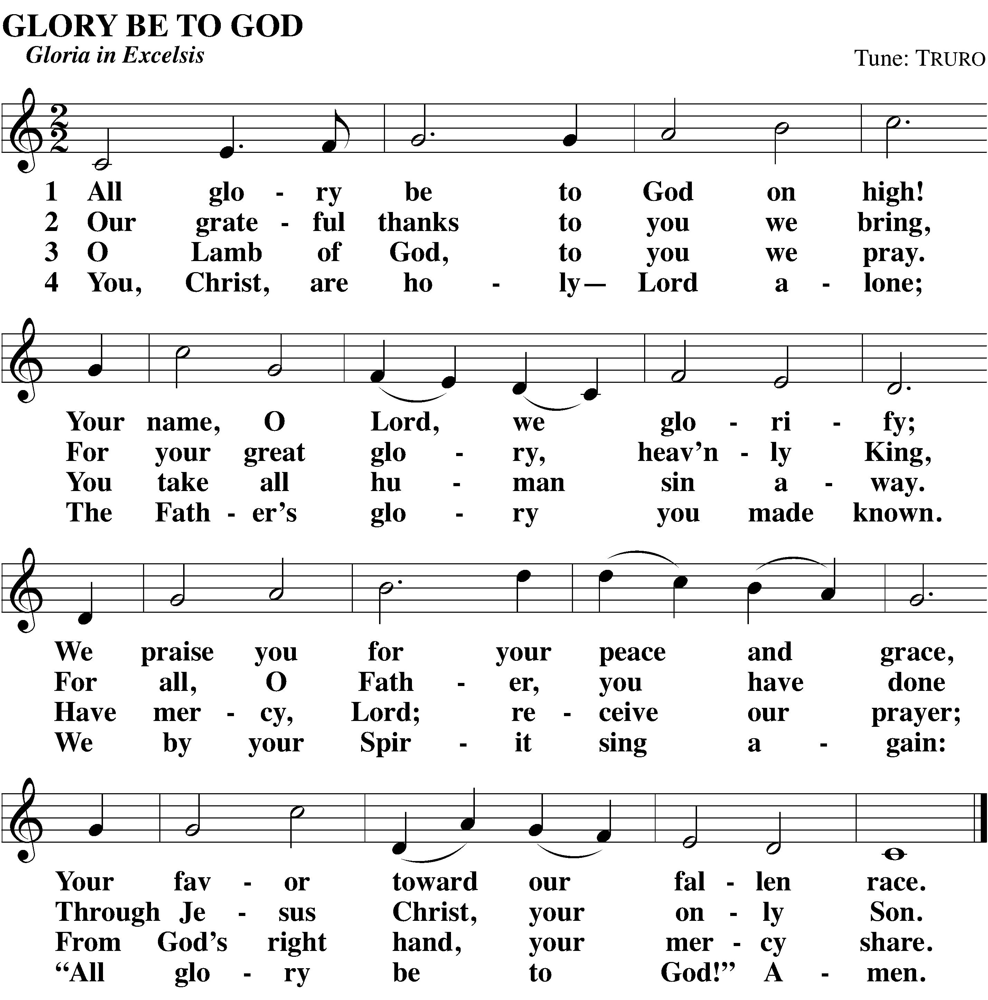 GLORY BE TO GOD
Gloria in Excelsis
Tune: TRURO
2
2
1 All glo - ry be to God on high!
2 Our grate - ful thanks to you we bring,
3 O Lamb of God, to you we pray.
4 You, Christ, are ho - ly— Lord a - lone;
Your name, O Lord, we glo - ri - fy;
For your great glo - ry, heav’n - ly King,
You take all hu - man sin a - way.
The Fath - er’s glo - ry you made known.
We praise you for your peace and grace,
For all, O Fath - er, you have done
Have mer - cy, Lord; re - ceive our prayer;
We by your Spir - it sing a - gain:
Your fav - or toward our fal - len race.
Through Je - sus Christ, your on - ly Son.
From God’s right hand, your mer - cy share.
“All glo - ry be to God!” A - men.